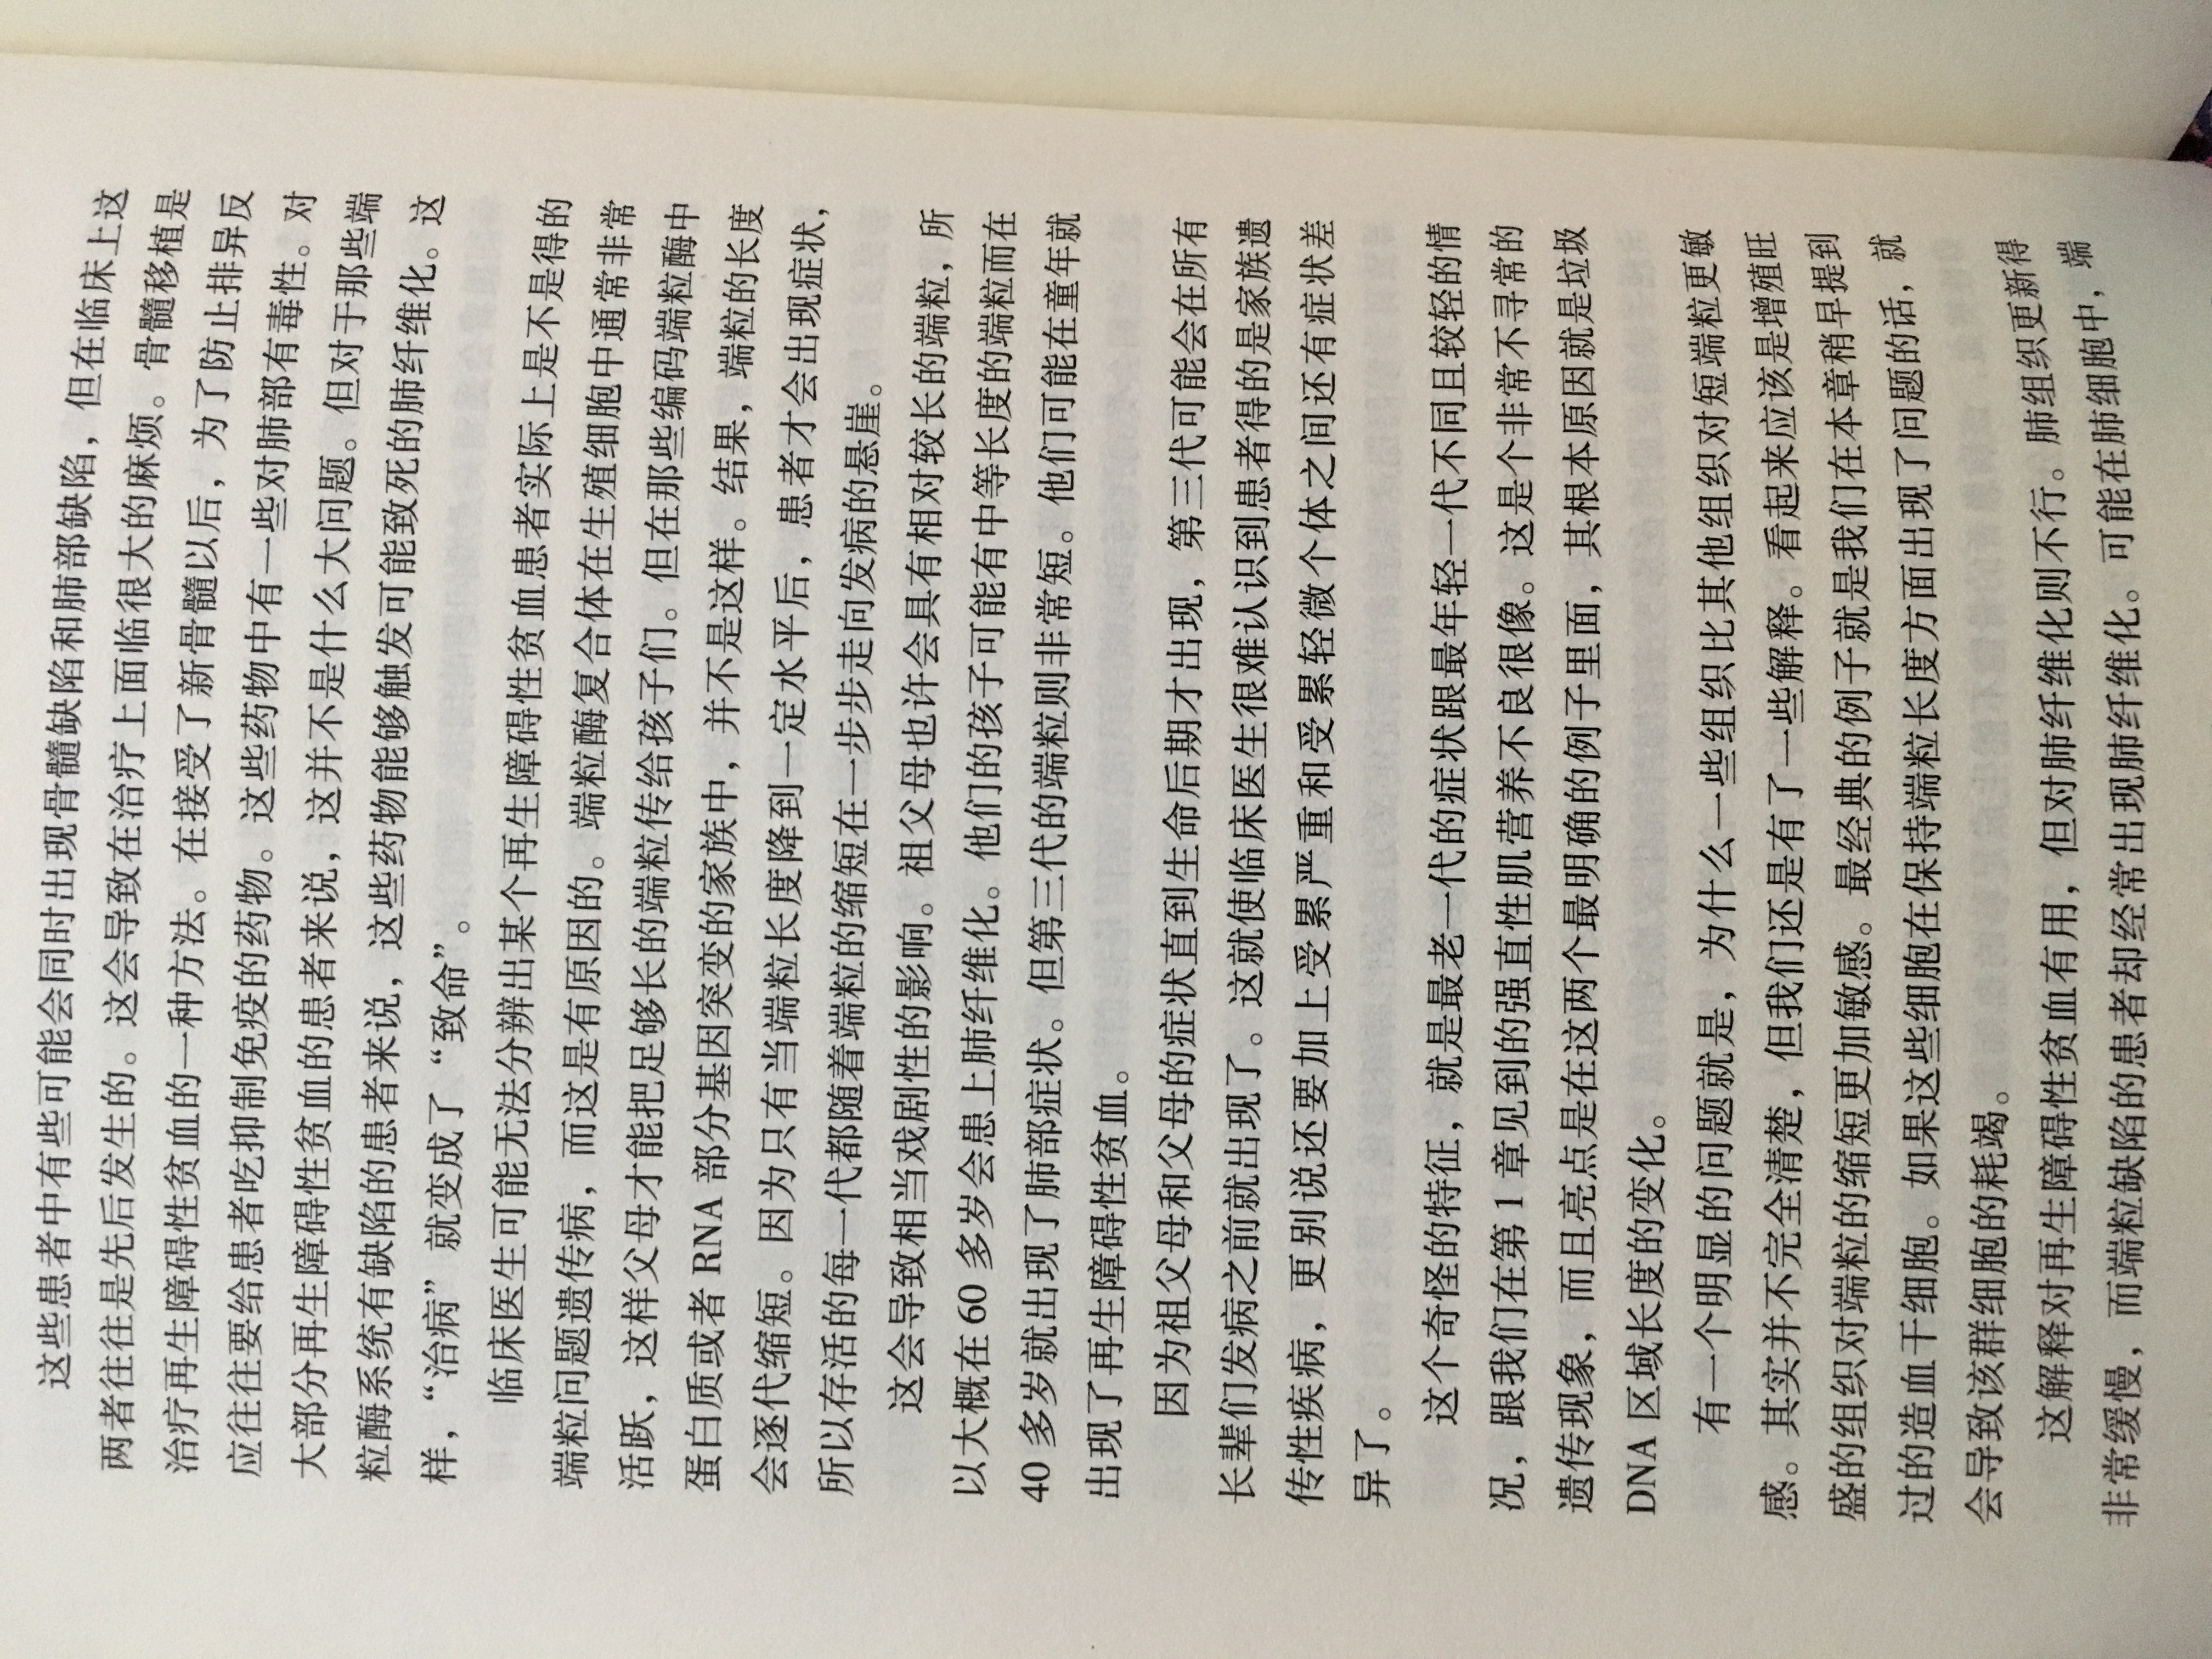 这些患者中有些可能会同时出现骨髓缺陷和肺部缺陷，但在临床上这
两者往往是先后发生的。这会导致在治疗上面临很大的麻烦。骨髓移植是
治疗再生障碍性贫血的一种方法。在接受了新骨髓以后，为了防止排异反
应往往要给患者吃抑制免疫的药物。这些药物中有一些对肺部有毒性。对
大部分再生障碍性贫血的患者来说，这并不是什么大问题。但对于那些端
粒酶系统有缺陷的患者来说，这些药物能够触发可能致死的肺纤维化。这
样，“治病”就变成了“致命”。
临床医生可能无法分辨出某个再生障碍性贫血患者实际上是不是得的
端粒问题遗传病，而这是有原因的。端粒酶复合体在生殖细胞中通常非常
活跃，这样父母才能把足够长的端粒传给孩子们。但在那些编码端粒酶中
蛋白质或者 RNA 部分基因突变的家族中，并不是这样。结果，端粒的长度
会逐代缩短。因为只有当端粒长度降到一定水平后，患者才会出现症状，
所以存活的每一代都随着端粒的缩短在一步步走向发病的悬崖。
这会导致相当戏剧性的影响。祖父母也许会具有相对较长的端粒，所
以大概在 60 多岁会患上肺纤维化。他们的孩子可能有中等长度的端粒而在
40 多岁就出现了肺部症状。但第三代的端粒则非常短。他们可能在童年就
出现了再生障碍性贫血。
因为祖父母和父母的症状直到生命后期才出现，第三代可能会在所有
长辈们发病之前就出现了。这就使临床医生很难认识到患者得的是家族遗
传性疾病，更别说还要加上受累严重和受累轻微个体之间还有症状差
异了。
这个奇怪的特征，就是最老一代的症状跟最年轻一代不同且较轻的情
况，跟我们在第 1 章见到的强直性肌营养不良很像。这是个非常不寻常的
遗传现象，而且亮点是在这两个最明确的例子里面，其根本原因就是垃圾
DNA 区域长度的变化。
有一个明显的问题就是，为什么一些组织比其他组织对短端粒更敏
感。其实并不完全清楚，但我们还是有了一些解释。看起来应该是增殖旺
盛的组织对端粒的缩短更加敏感。最经典的例子就是我们在本章稍早提到
过的造血干细胞。如果这些细胞在保持端粒长度方面出现了问题的话，就
会导致该群细胞的耗竭。
这解释对再生障碍性贫血有用，但对肺纤维化则不行。肺组织更新得
非常缓慢，而端粒缺陷的患者却经常出现肺纤维化。可能在肺细胞中，端